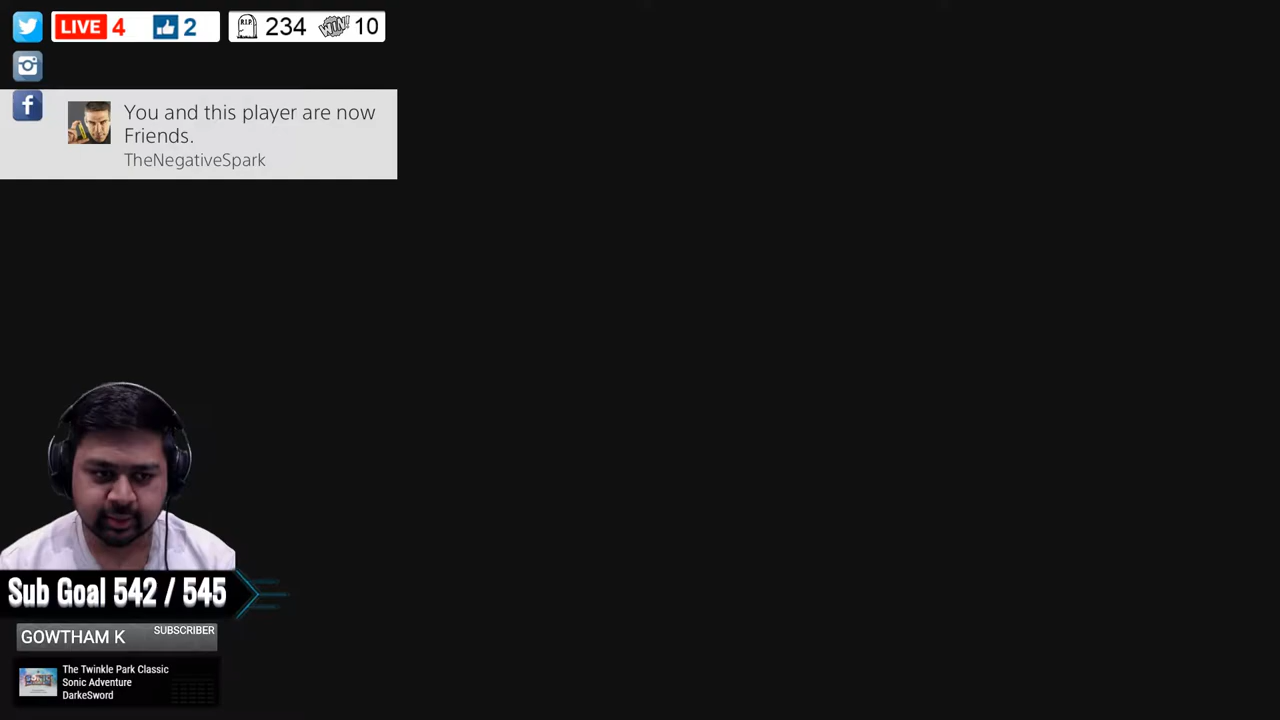 LIVE 4 2 R.I.P. 234 WIN! 10
You and this player are now
Friends.
TheNegativeSpark
Sub Goal 542 / 545
GOWTHAM K SUBSCRIBER
The Twinkle Park Classic
Sonic Adventure
DarkeSword